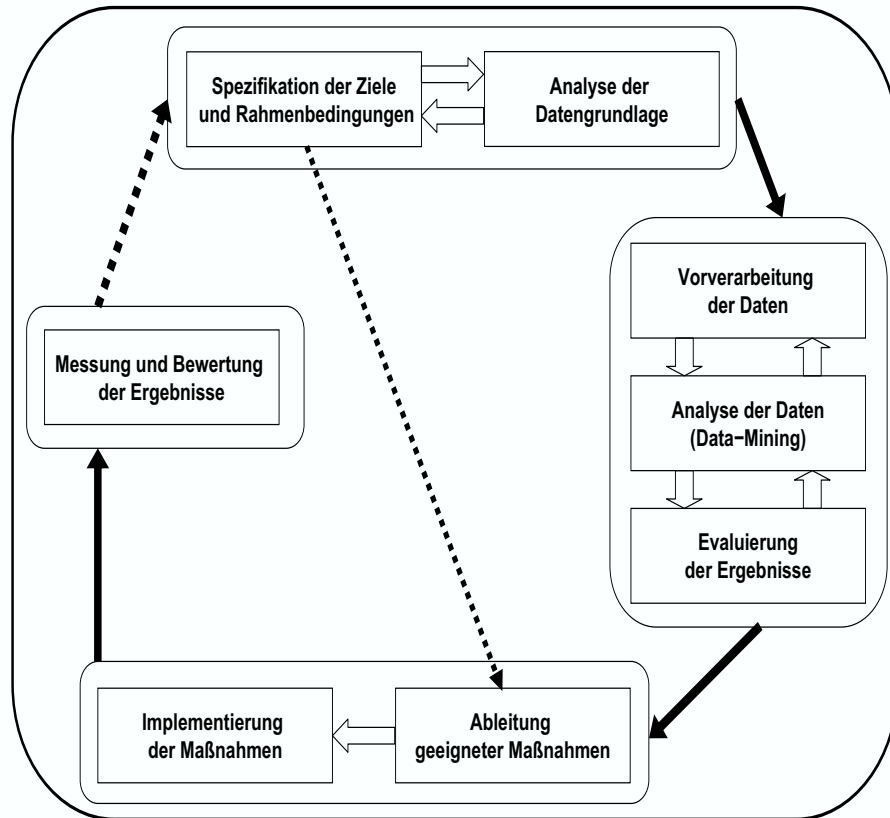 Spezifikation der Ziele
und Rahmenbedingungen
Analyse der
Datengrundlage
Vorverarbeitung
der Daten
Analyse der Daten
(Data−Mining)
Evaluierung
der Ergebnisse
Ableitung
geeigneter Maßnahmen
Implementierung
der Maßnahmen
Messung und Bewertung
der Ergebnisse